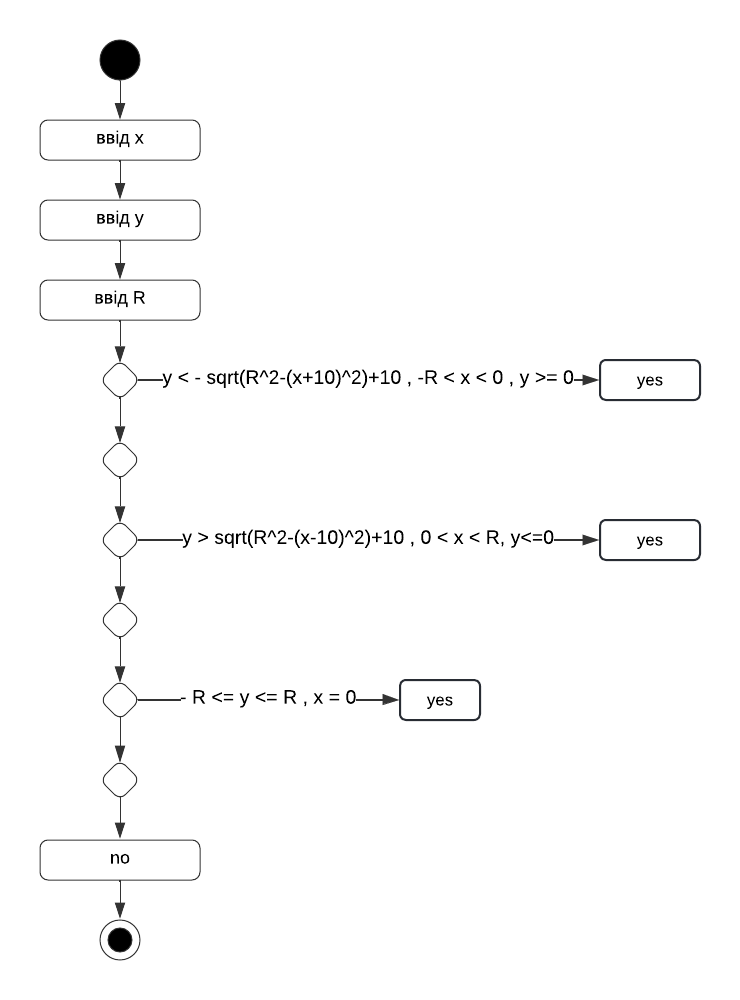 ввід x
ввід y
ввід R
y < - sqrt(R^2-(x+10)^2)+10 , -R < x < 0 , y >= 0
yes
y > sqrt(R^2-(x-10)^2)+10 , 0 < x < R, y<=0
yes
- R <= y <= R , x = 0
yes
no